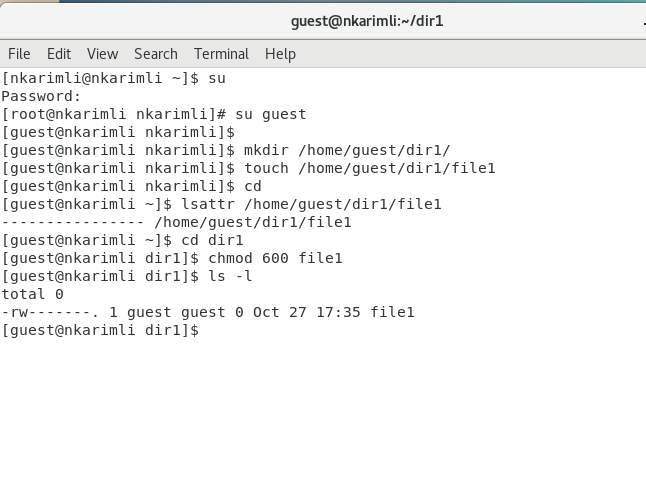 guest@nkarimli:~/dir1
File Edit View Search Terminal Help
[nkarimli@nkarimli ~]$ su
Password:
[root@nkarimli nkarimli]# su guest
[guest@nkarimli nkarimli]$
[guest@nkarimli nkarimli]$ mkdir /home/guest/dir1/
[guest@nkarimli nkarimli]$ touch /home/guest/dir1/file1
[guest@nkarimli nkarimli]$ cd
[guest@nkarimli ~]$ lsattr /home/guest/dir1/file1
---------------- /home/guest/dir1/file1
[guest@nkarimli ~]$ cd dir1
[guest@nkarimli dir1]$ chmod 600 file1
[guest@nkarimli dir1]$ ls -l
total 0
-rw-------. 1 guest guest 0 Oct 27 17:35 file1
[guest@nkarimli dir1]$